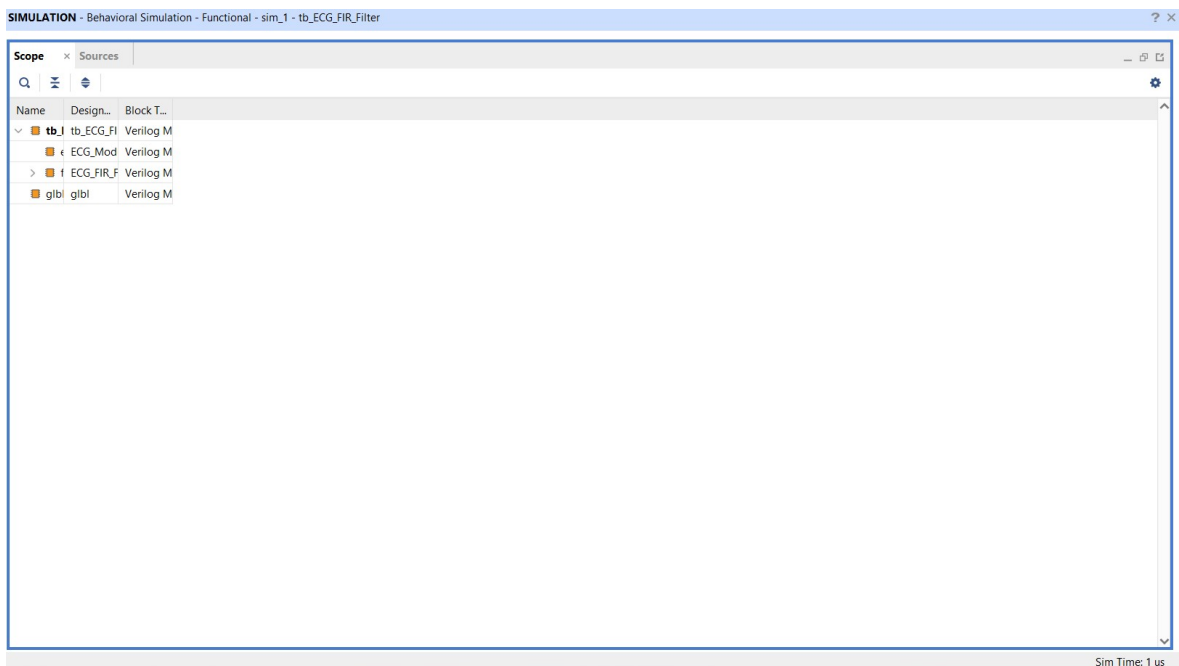 SIMULATION - Behavioral Simulation - Functional - sim_1 - tb_ECG_FIR_Filter ? ×
Scope × Sources
Name Design... Block T...
tb_ECG_FI Verilog M
ECG_Mod Verilog M
ECG_FIR_F Verilog M
glbl glbl Verilog M
Sim Time: 1 us